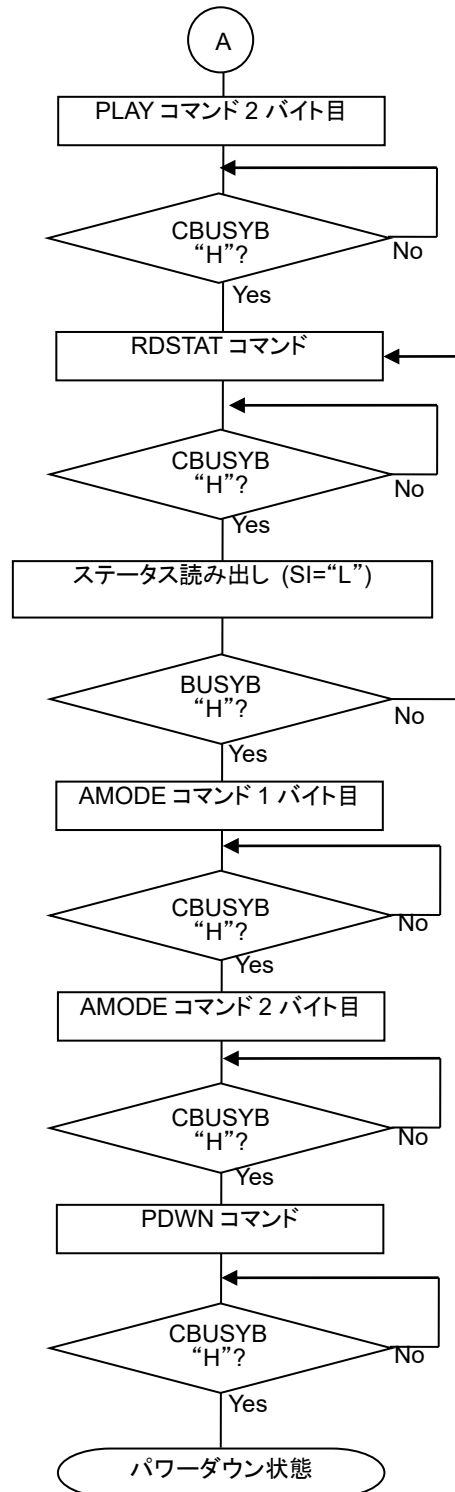 A
PLAY コマンド 2 バイト目
CBUSYB
“H”?
No
Yes
RDSTAT コマンド
CBUSYB
“H”?
No
Yes
ステータス読み出し (SI=“L”)
BUSYB
“H”?
No
Yes
AMODE コマンド 1 バイト目
CBUSYB
“H”?
No
Yes
AMODE コマンド 2 バイト目
CBUSYB
“H”?
No
Yes
PDWN コマンド
CBUSYB
“H”?
No
Yes
パワーダウン状態